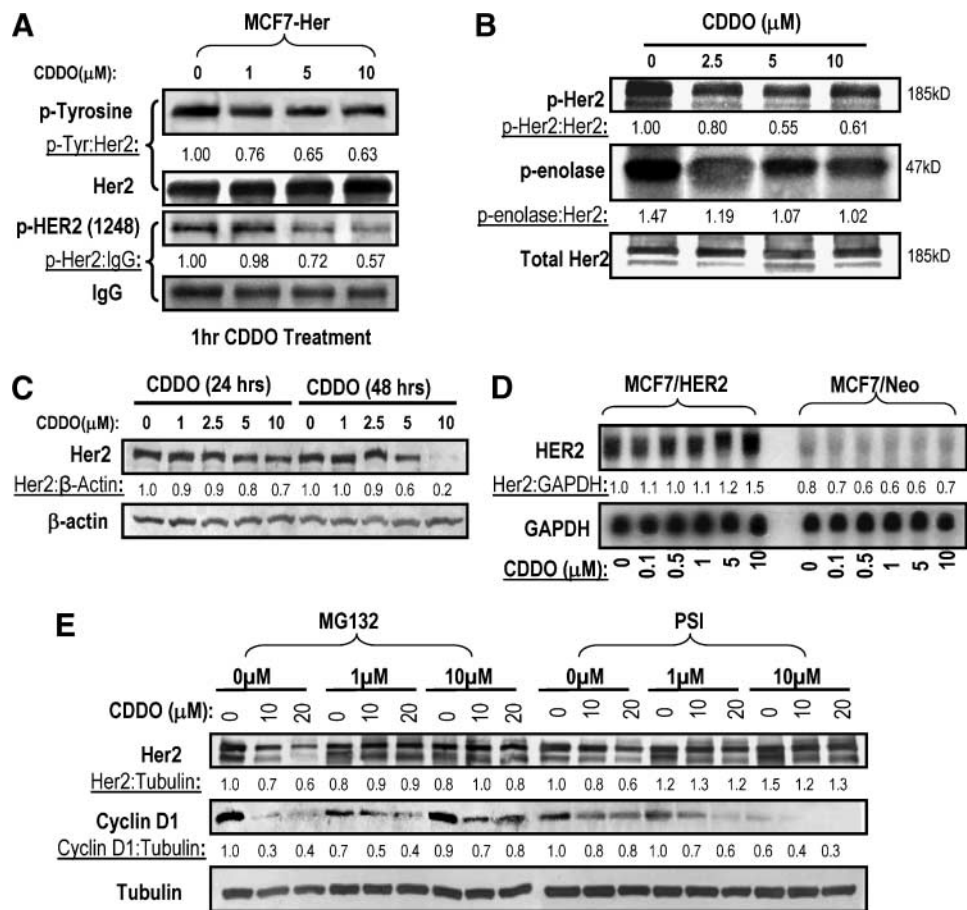 A
MCF7-Her
CDDO(μM): 0 1 5 10
p-Tyrosine
p-Tyr:Her2: 1.00 0.76 0.65 0.63
Her2
p-HER2 (1248)
p-Her2:IgG: 1.00 0.98 0.72 0.57
IgG
1hr CDDO Treatment
B
CDDO (μM)
0 2.5 5 10
p-Her2 185kD
p-Her2:Her2: 1.00 0.80 0.55 0.61
p-enolase 47kD
p-enolase:Her2: 1.47 1.19 1.07 1.02
Total Her2 185kD
C
CDDO (24 hrs) CDDO (48 hrs)
CDDO(μM): 0 1 2.5 5 10 0 1 2.5 5 10
Her2
Her2:β-Actin: 1.0 0.9 0.9 0.8 0.7 1.0 1.0 0.9 0.6 0.2
β-actin
D
MCF7/HER2 MCF7/Neo
HER2
Her2:GAPDH: 1.0 1.1 1.0 1.1 1.2 1.5 0.8 0.7 0.6 0.6 0.6 0.7
GAPDH
CDDO (μM): 0 0.1 0.5 1 5 10 0 0.1 0.5 1 5 10
E
MG132 PSI
0μM 1μM 10μM 0μM 1μM 10μM
CDDO (μM): 0 10 20 0 10 20 0 10 20 0 10 20 0 10 20 0 10 20
Her2
Her2:Tubulin: 1.0 0.7 0.6 0.8 0.9 0.9 0.8 1.0 0.8 1.0 0.8 0.6 1.2 1.3 1.2 1.5 1.2 1.3
Cyclin D1
Cyclin D1:Tubulin: 1.0 0.3 0.4 0.7 0.5 0.4 0.9 0.7 0.8 1.0 0.8 0.8 1.0 0.7 0.6 0.6 0.4 0.3
Tubulin